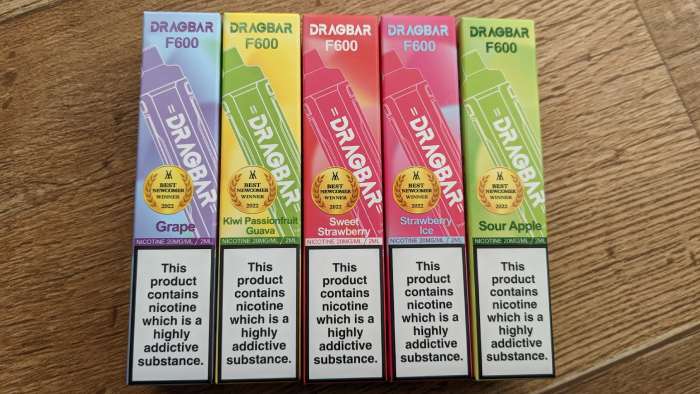 DRAGBAR
F600
DRAGBAR
BEST
NEWCOMER
WINNER
2022
Grape
NICOTINE 20MG/ML / 2ML
This
product
contains
nicotine
which is a
highly
addictive
substance.
DRAGBAR
F600
DRAGBAR
BEST
NEWCOMER
WINNER
2022
Kiwi Passionfruit
Guava
NICOTINE 20MG/ML / 2ML
This
product
contains
nicotine
which is a
highly
addictive
substance.
DRAGBAR
F600
DRAGBAR
BEST
NEWCOMER
WINNER
2022
Sweet
Strawberry
NICOTINE 20MG/ML / 2ML
This
product
contains
nicotine
which is a
highly
addictive
substance.
DRAGBAR
F600
DRAGBAR
BEST
NEWCOMER
WINNER
2022
Strawberry
Ice
NICOTINE 20MG/ML / 2ML
This
product
contains
nicotine
which is a
highly
addictive
substance.
DRAGBAR
F600
DRAGBAR
BEST
NEWCOMER
WINNER
2022
Sour Apple
NICOTINE 20MG/ML / 2ML
This
product
contains
nicotine
which is a
highly
addictive
substance.